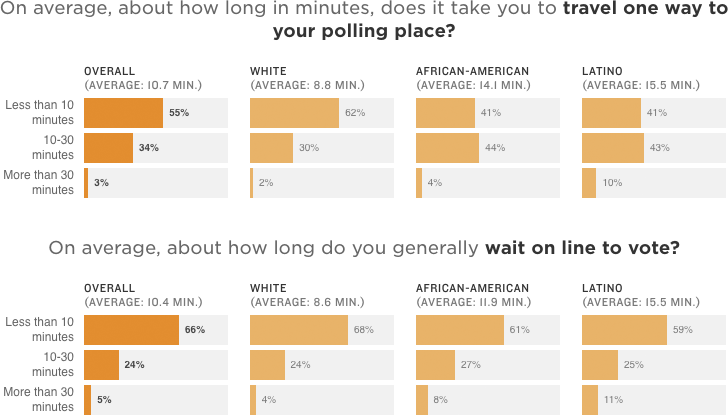 On average, about how long in minutes, does it take you to travel one way to
your polling place?
OVERALL
(AVERAGE: 10.7 MIN.)
WHITE
(AVERAGE: 8.8 MIN.)
AFRICAN-AMERICAN
(AVERAGE: 14.1 MIN.)
LATINO
(AVERAGE: 15.5 MIN.)
Less than 10
minutes
55%
62%
41%
41%
10-30
minutes
34%
30%
44%
43%
More than 30
minutes
3%
2%
4%
10%
On average, about how long do you generally wait on line to vote?
OVERALL
(AVERAGE: 10.4 MIN.)
WHITE
(AVERAGE: 8.6 MIN.)
AFRICAN-AMERICAN
(AVERAGE: 11.9 MIN.)
LATINO
(AVERAGE: 15.5 MIN.)
Less than 10
minutes
66%
68%
61%
59%
10-30
minutes
24%
24%
27%
25%
More than 30
minutes
5%
4%
8%
11%